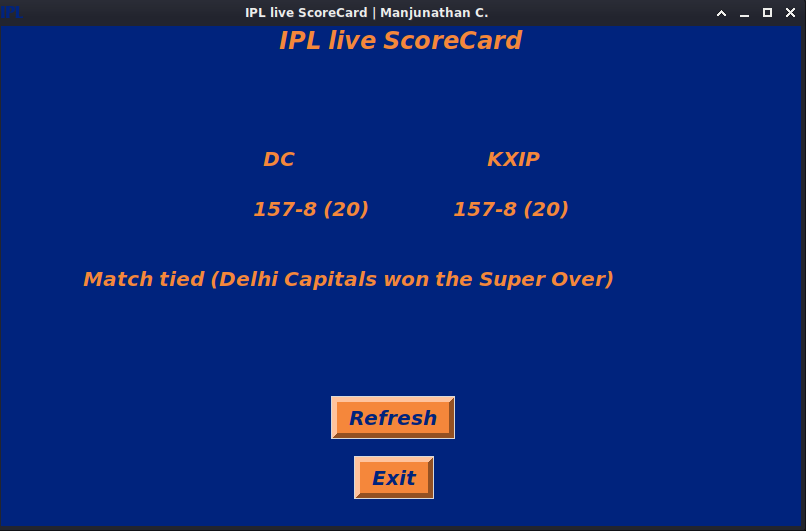 IPL
IPL live ScoreCard | Manjunathan C.
IPL live ScoreCard
DC KXIP
157-8 (20) 157-8 (20)
Match tied (Delhi Capitals won the Super Over)
Refresh
Exit